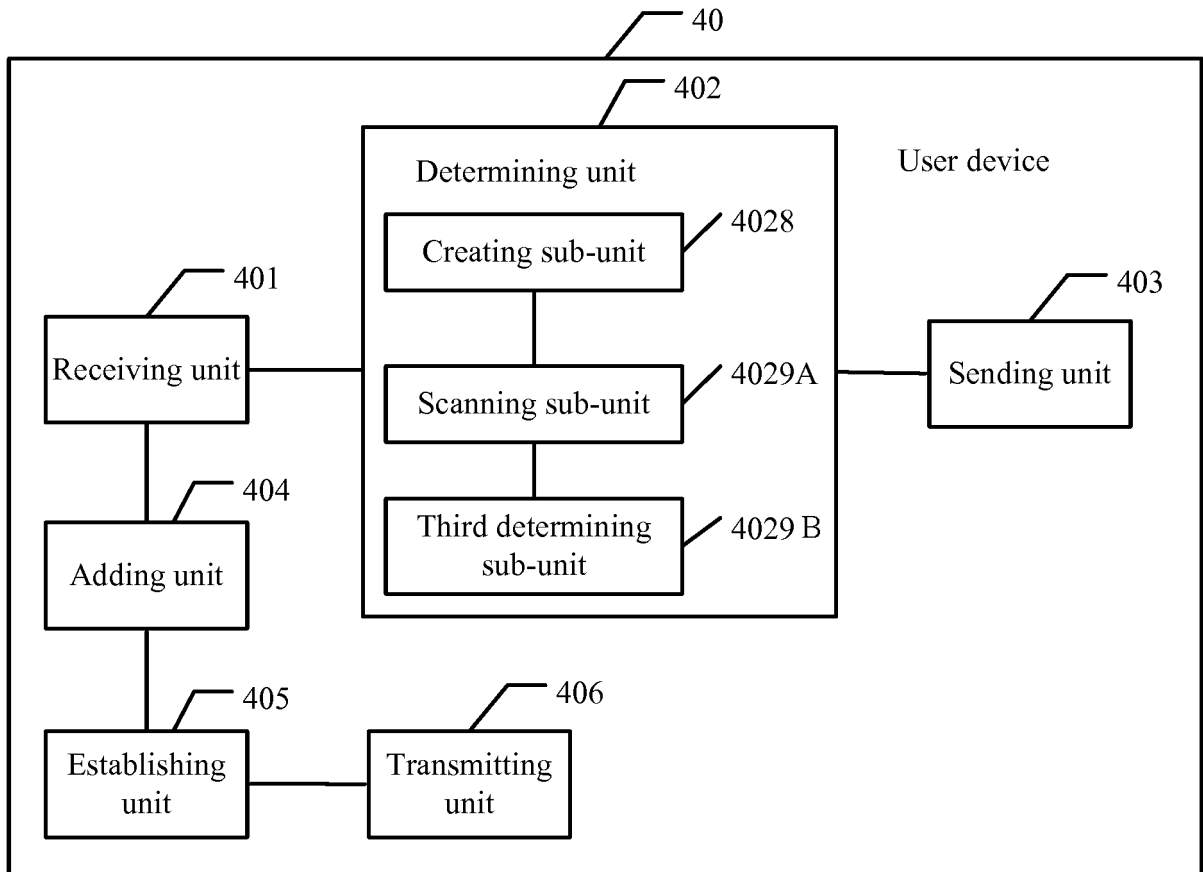 40
402
User device
Determining unit
4028
Creating sub-unit
401
403
Receiving unit
4029A
Scanning sub-unit
Sending unit
404
4029B
Third determining
sub-unit
Adding unit
405
406
Establishing
unit
Transmitting
unit